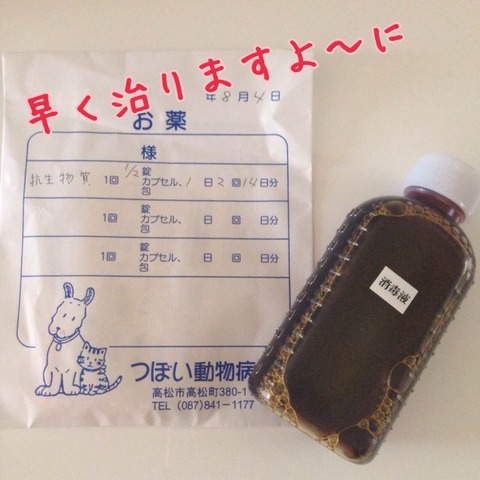 早く治りますよ～に
年8月4日
お薬
様
抗生物質 1回 1/2 錠 カプセル、包 1日2回14日分
1回 錠 カプセル、包 日 回 日分
1回 錠 カプセル、包 日 回 日分
つぼい動物病
高松市高松町380-1
TEL (087)841-1177
消毒液